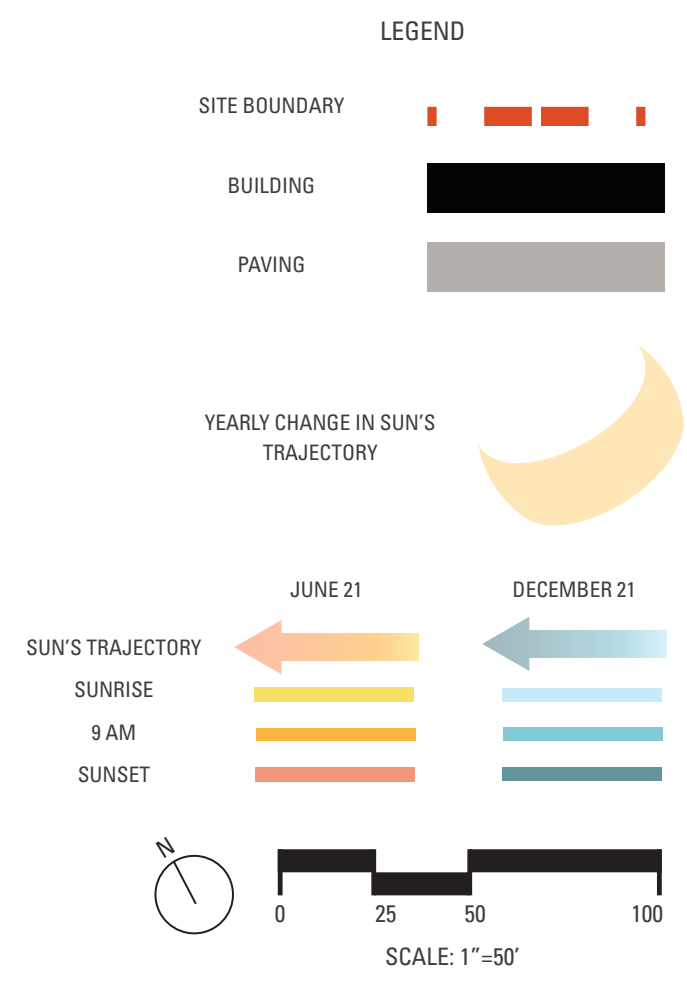 LEGEND
SITE BOUNDARY
BUILDING
PAVING
YEARLY CHANGE IN SUN'S
TRAJECTORY
JUNE 21 DECEMBER 21
SUN'S TRAJECTORY
SUNRISE
9 AM
SUNSET
N
0 25 50 100
SCALE: 1"=50'